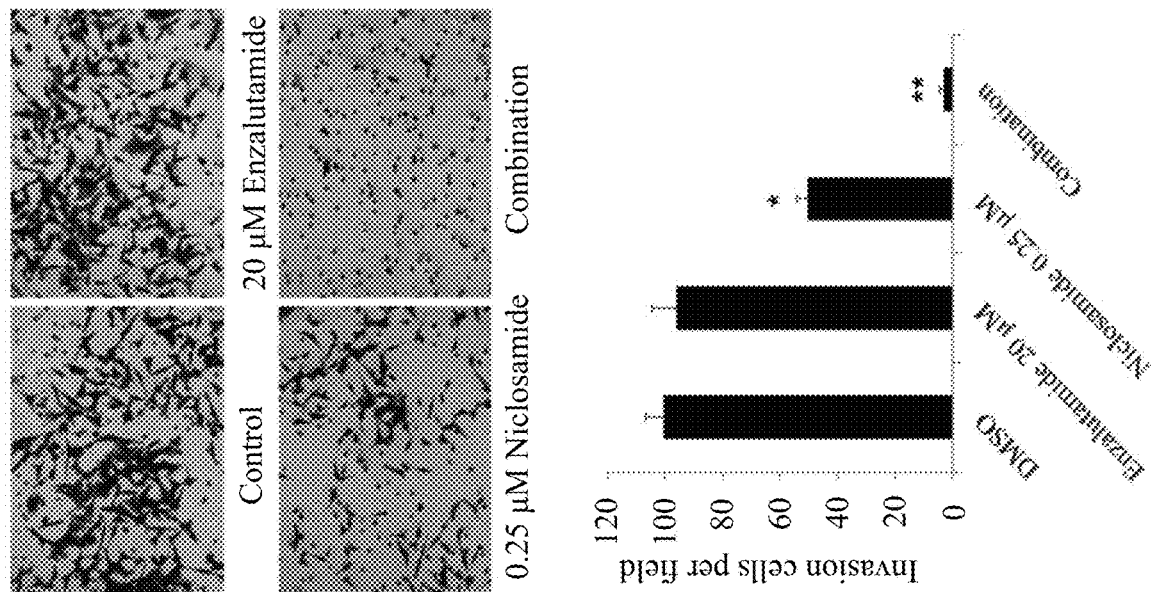 Control
20 μM Enzalutamide
0.25 μM Niclosamide
Combination
Invasion cells per field
120
100
80
60
40
20
0
*
**
DMSO
Enzalutamide 20 μM
Niclosamide 0.25 μM
Combination